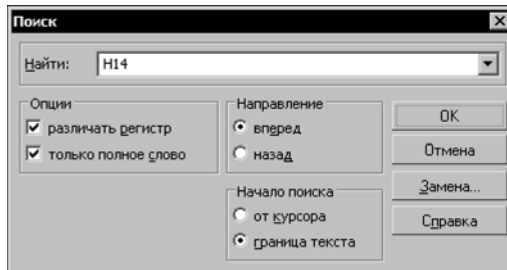 Поиск
Найти: H14
Опции
различать регистр
только полное слово
Направление
вперед
назад
Начало поиска
от курсора
граница текста
OK
Отмена
Замена...
Справка